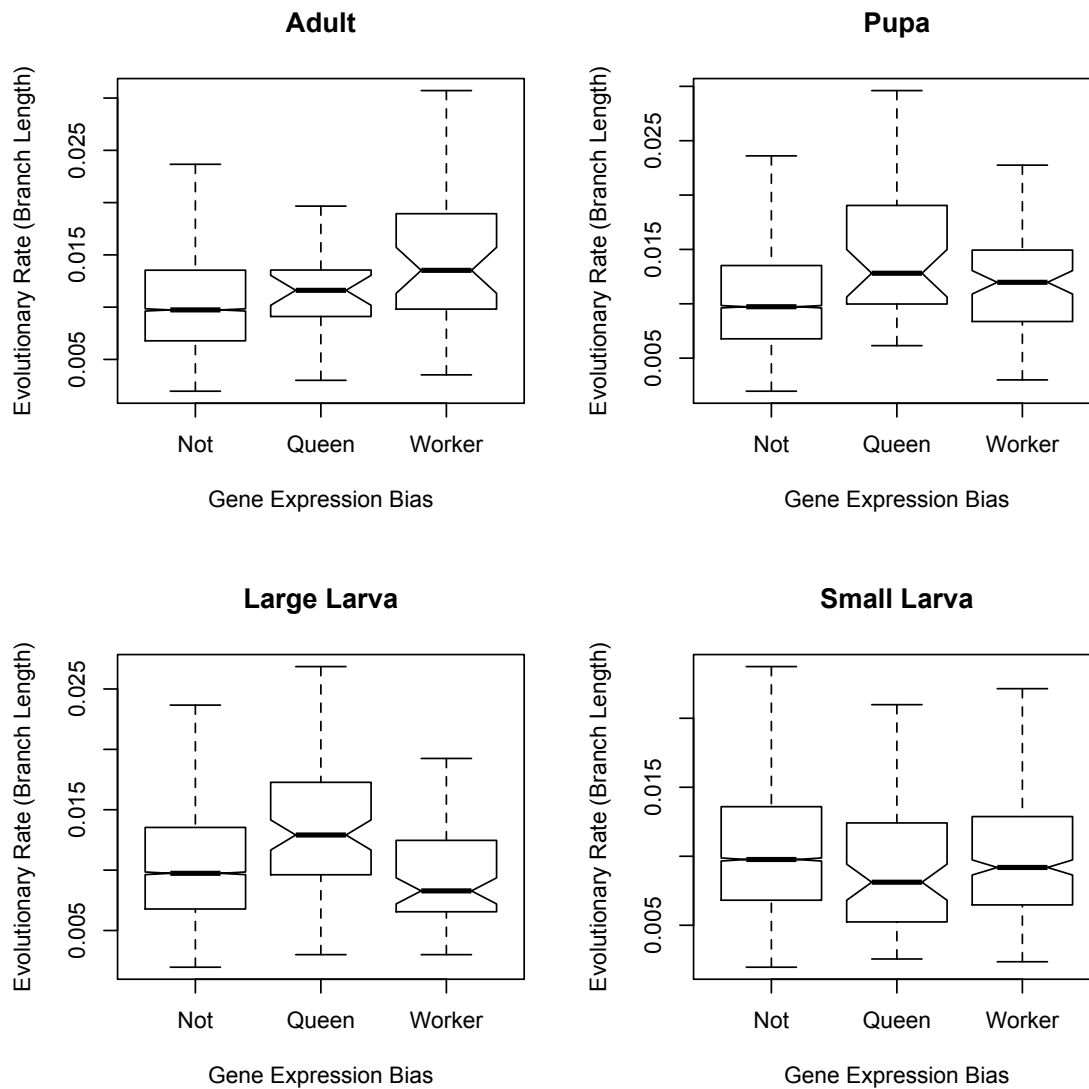 Adult
Evolutionary Rate (Branch Length)
0.025
0.015
0.005
Not Queen Worker
Gene Expression Bias
Pupa
Evolutionary Rate (Branch Length)
0.025
0.015
0.005
Not Queen Worker
Gene Expression Bias
Large Larva
Evolutionary Rate (Branch Length)
0.025
0.015
0.005
Not Queen Worker
Gene Expression Bias
Small Larva
Evolutionary Rate (Branch Length)
0.015
0.005
Not Queen Worker
Gene Expression Bias